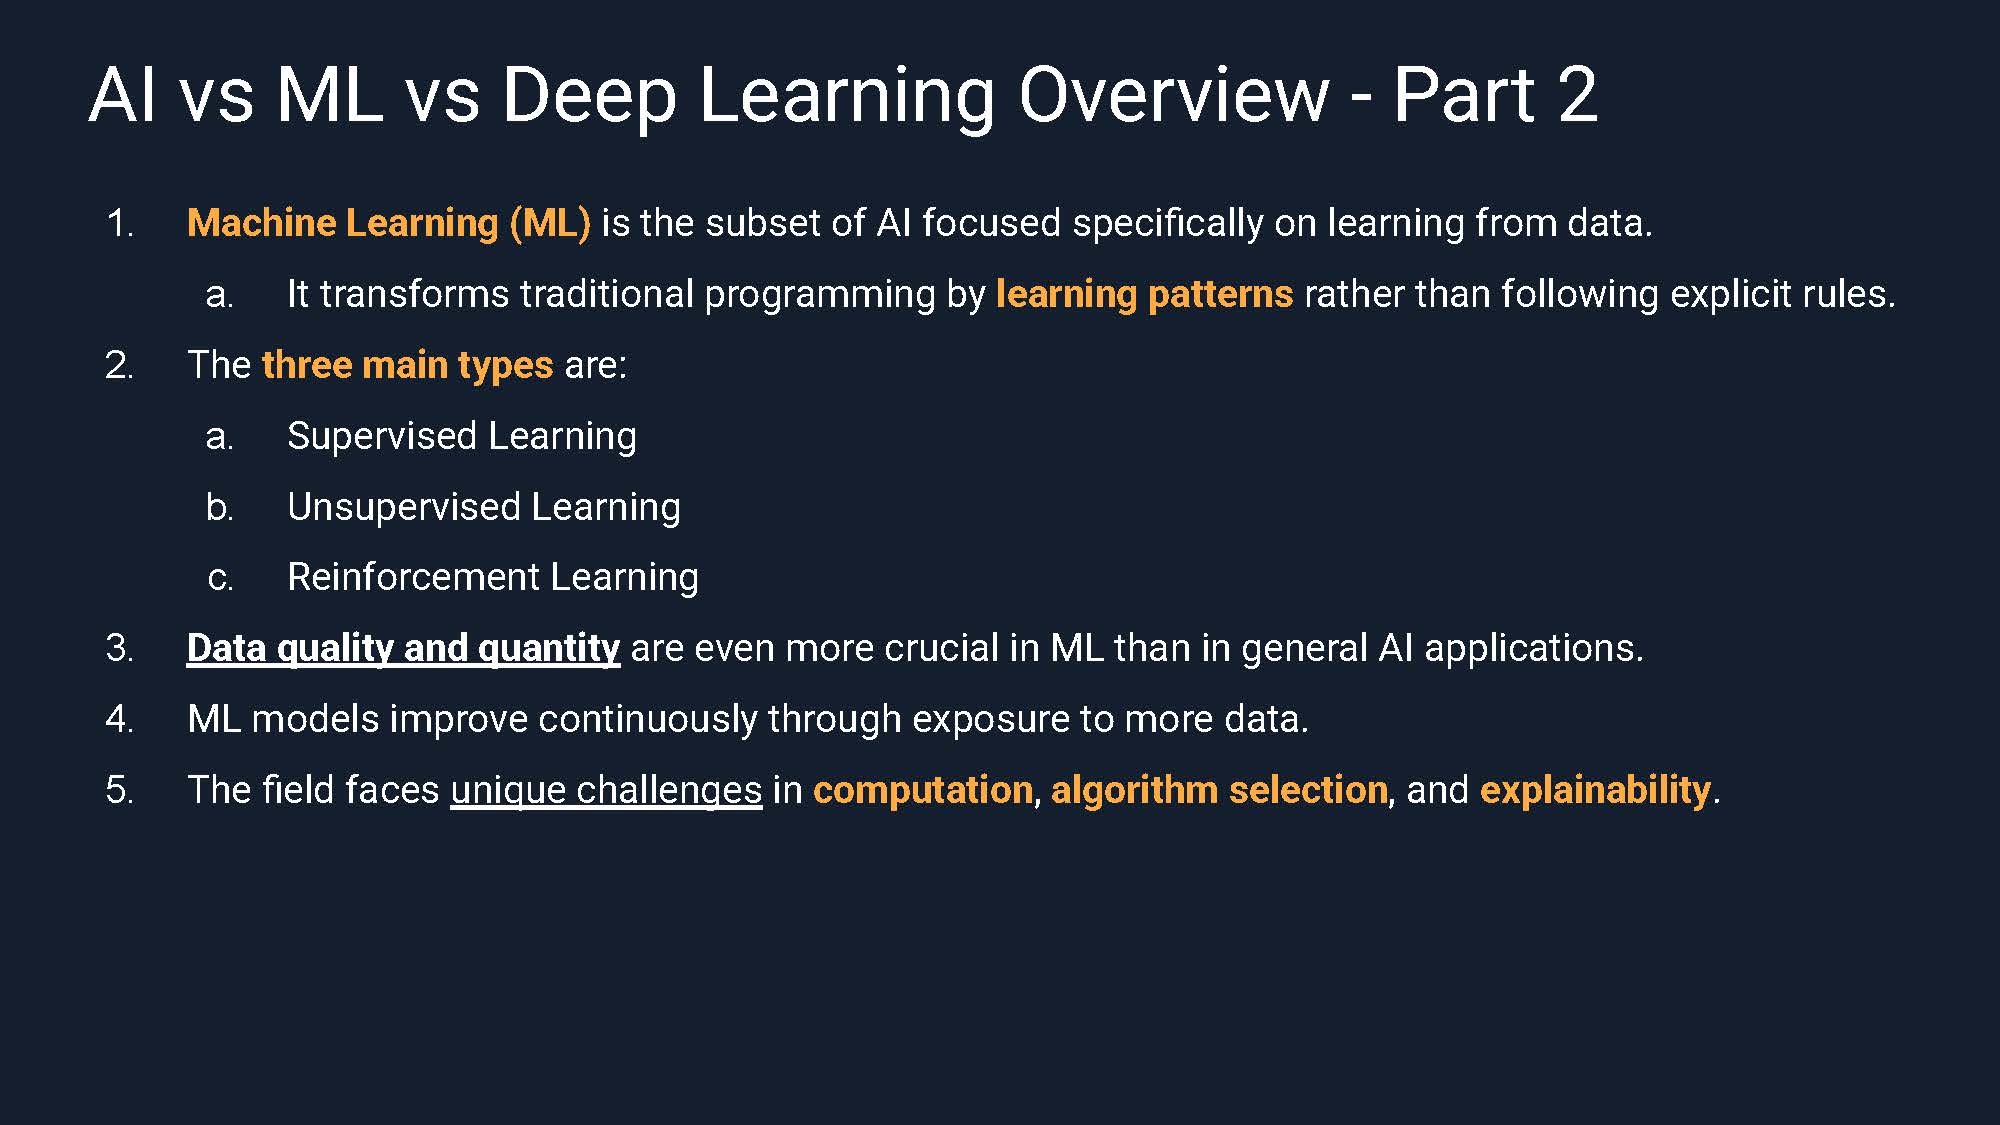 AI vs ML vs Deep Learning Overview - Part 2
1. Machine Learning (ML) is the subset of AI focused specifically on learning from data.
a. It transforms traditional programming by learning patterns rather than following explicit rules.
2. The three main types are:
a. Supervised Learning
b. Unsupervised Learning
c. Reinforcement Learning
3. Data quality and quantity are even more crucial in ML than in general AI applications.
4. ML models improve continuously through exposure to more data.
5. The field faces unique challenges in computation, algorithm selection, and explainability.